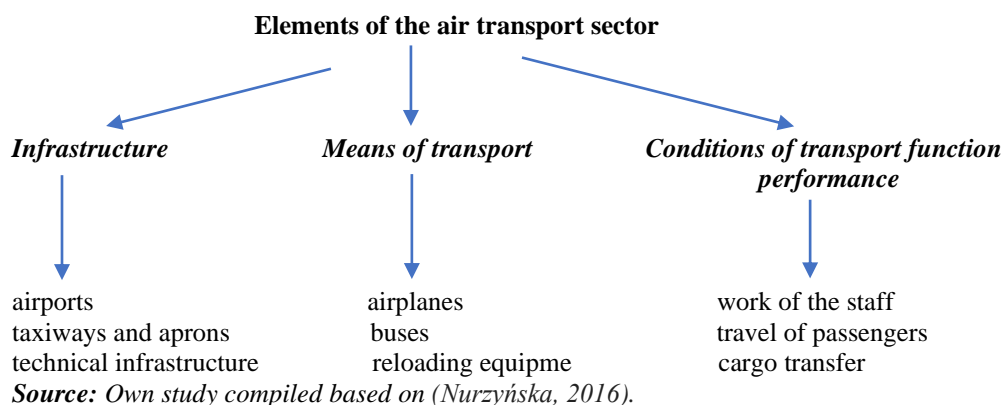 Elements of the air transport sector
Infrastructure
Means of transport
Conditions of transport function
performance
airports
taxiways and aprons
technical infrastructure
airplanes
buses
reloading equipme
work of the staff
travel of passengers
cargo transfer
Source: Own study compiled based on (Nurzyńska, 2016).